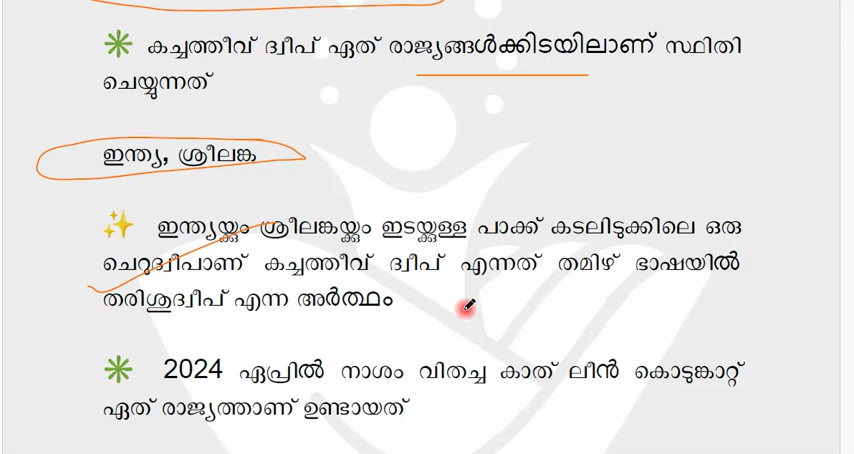 കച്ചത്തീവ് ദ്വീപ് ഏത് രാജ്യങ്ങൾക്കിടയിലാണ് സ്ഥിതി
ചെയ്യുന്നത്
ഇന്ത്യ, ശ്രീലങ്ക
ഇന്ത്യയ്ക്കും ശ്രീലങ്കയ്ക്കും ഇടയ്ക്കുള്ള പാക്ക് കടലിടുക്കിലെ ഒരു
ചെറുദ്വീപാണ് കച്ചത്തീവ് ദ്വീപ് എന്നത് തമിഴ് ഭാഷയിൽ
തരിശുദ്വീപ് എന്ന അർത്ഥം
2024 ഏപ്രിൽ നാശം വിതച്ച കാത് ലീൻ കൊടുങ്കാറ്റ്
ഏത് രാജ്യത്താണ് ഉണ്ടായത്